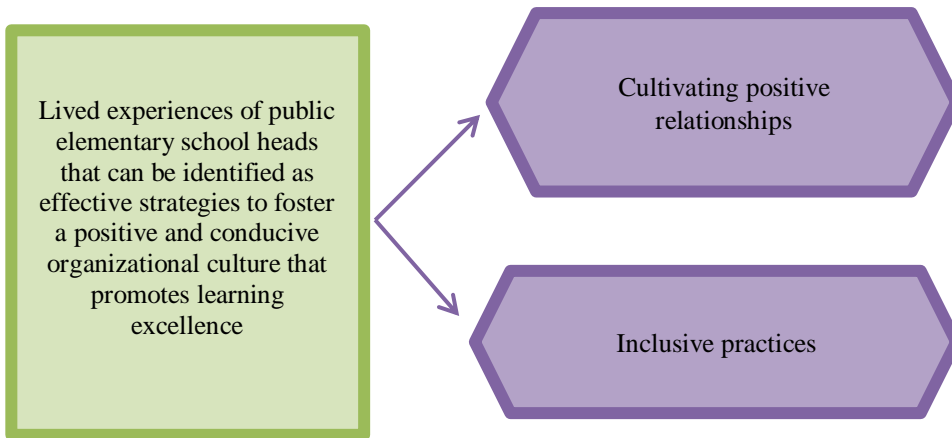 Lived experiences of public
elementary school heads
that can be identified as
effective strategies to foster
a positive and conducive
organizational culture that
promotes learning
excellence
Cultivating positive
relationships
Inclusive practices